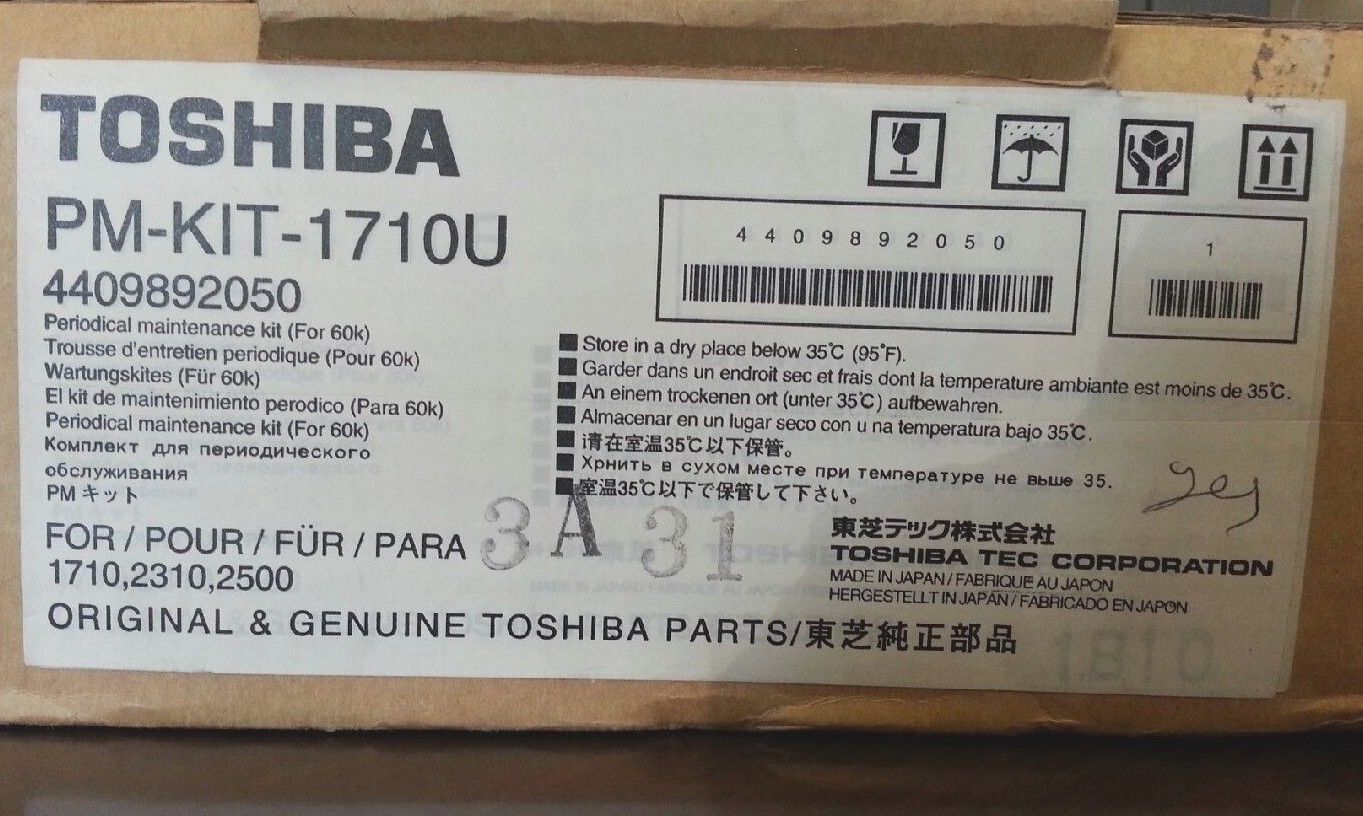 TOSHIBA
PM-KIT-1710U
4409892050
Periodical maintenance kit (For 60k)
Trousse d'entretien periodique (Pour 60k)
Wartungskites (Für 60k)
El kit de maintenimiento perodico (Para 60k)
Periodical maintenance kit (For 60k)
Комплект для периодического
обслуживания
PMキット
FOR / POUR / FÜR / PARA
1710,2310,2500
ORIGINAL & GENUINE TOSHIBA PARTS/東芝純正部品
4409892050
1
Store in a dry place below 35℃ (95°F).
Garder dans un endroit sec et frais dont la temperature ambiante est moins de 35℃.
An einem trockenen ort (unter 35℃) aufbewahren.
Almacenar en un lugar seco con u na temperatura bajo 35℃.
请在室温35℃以下保管。
Хрнить в сухом месте при температуре не выше 35.
室温35℃以下で保管して下さい。
3A 31
東芝テック株式会社
TOSHIBA TEC CORPORATION
MADE IN JAPAN / FABRIQUE AU JAPON
HERGESTELLT IN JAPAN / FABRICADO EN JAPON